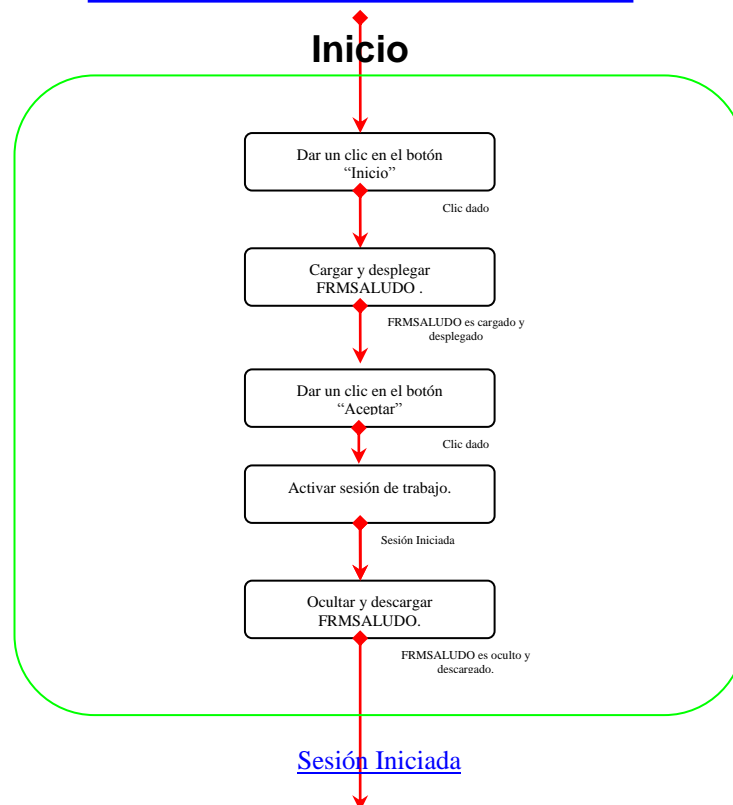 Inicio
Dar un clic en el botón
“Inicio”
Clic dado
Cargar y desplegar
FRMSALUDO .
FRMSALUDO es cargado y
desplegado
Dar un clic en el botón
“Aceptar”
Clic dado
Activar sesión de trabajo.
Sesión Iniciada
Ocultar y descargar
FRMSALUDO.
FRMSALUDO es oculto y
descargado.
Sesión Iniciada